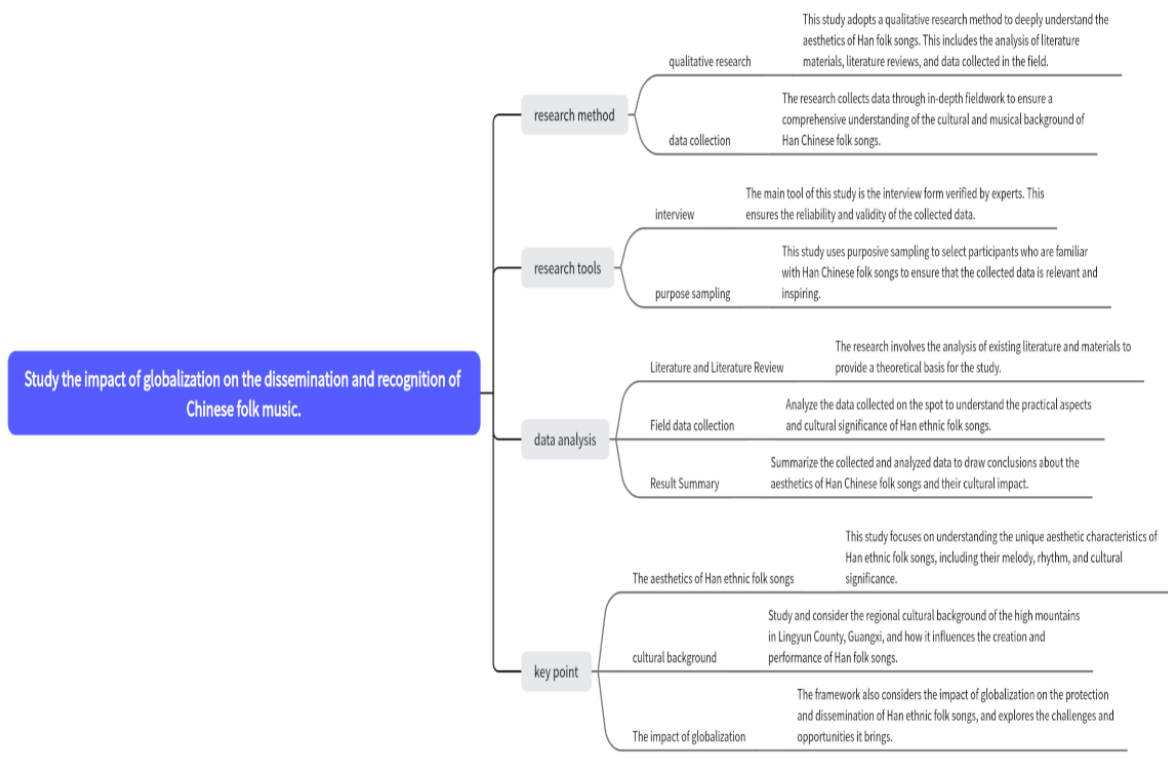 Study the impact of globalization on the dissemination and recognition of
Chinese folk music.
research method
qualitative research
This study adopts a qualitative research method to deeply understand the
aesthetics of Han folk songs. This includes the analysis of literature
materials, literature reviews, and data collected in the field.
data collection
The research collects data through in-depth fieldwork to ensure a
comprehensive understanding of the cultural and musical background of
Han Chinese folk songs.
research tools
interview
The main tool of this study is the interview form verified by experts. This
ensures the reliability and validity of the collected data.
purpose sampling
This study uses purposive sampling to select participants who are familiar
with Han Chinese folk songs to ensure that the collected data is relevant and
inspiring.
data analysis
Literature and Literature Review
The research involves the analysis of existing literature and materials to
provide a theoretical basis for the study.
Field data collection
Analyze the data collected on the spot to understand the practical aspects
and cultural significance of Han ethnic folk songs.
Result Summary
Summarize the collected and analyzed data to draw conclusions about the
aesthetics of Han Chinese folk songs and their cultural impact.
key point
The aesthetics of Han ethnic folk songs
This study focuses on understanding the unique aesthetic characteristics of
Han ethnic folk songs, including their melody, rhythm, and cultural
significance.
cultural background
Study and consider the regional cultural background of the high mountains
in Lingyun County, Guangxi, and how it influences the creation and
performance of Han folk songs.
The impact of globalization
The framework also considers the impact of globalization on the protection
and dissemination of Han ethnic folk songs, and explores the challenges and
opportunities it brings.